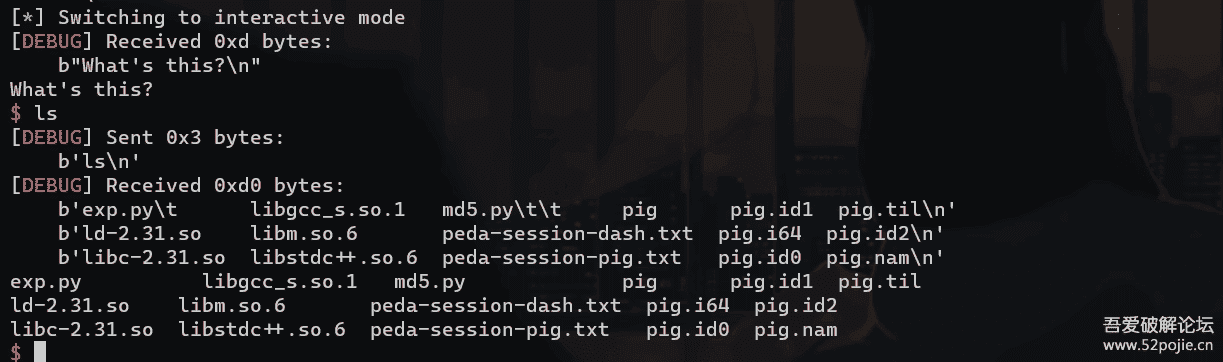 [*] Switching to interactive mode
[DEBUG] Received 0xd bytes:
    b"What's this?\n"
What's this?
$ ls
[DEBUG] Sent 0x3 bytes:
    b'ls\n'
[DEBUG] Received 0xd0 bytes:
    b'exp.py\t      libgcc_s.so.1   md5.py\t\t     pig      pig.id1  pig.til\n'
    b'ld-2.31.so    libm.so.6       peda-session-dash.txt  pig.i64  pig.id2\n'
    b'libc-2.31.so  libstdc++.so.6  peda-session-pig.txt   pig.id0  pig.nam\n'
exp.py          libgcc_s.so.1   md5.py             pig      pig.id1  pig.til
ld-2.31.so    libm.so.6       peda-session-dash.txt  pig.i64  pig.id2
libc-2.31.so  libstdc++.so.6  peda-session-pig.txt   pig.id0  pig.nam
$
吾爱破解论坛
www.52pojie.cn